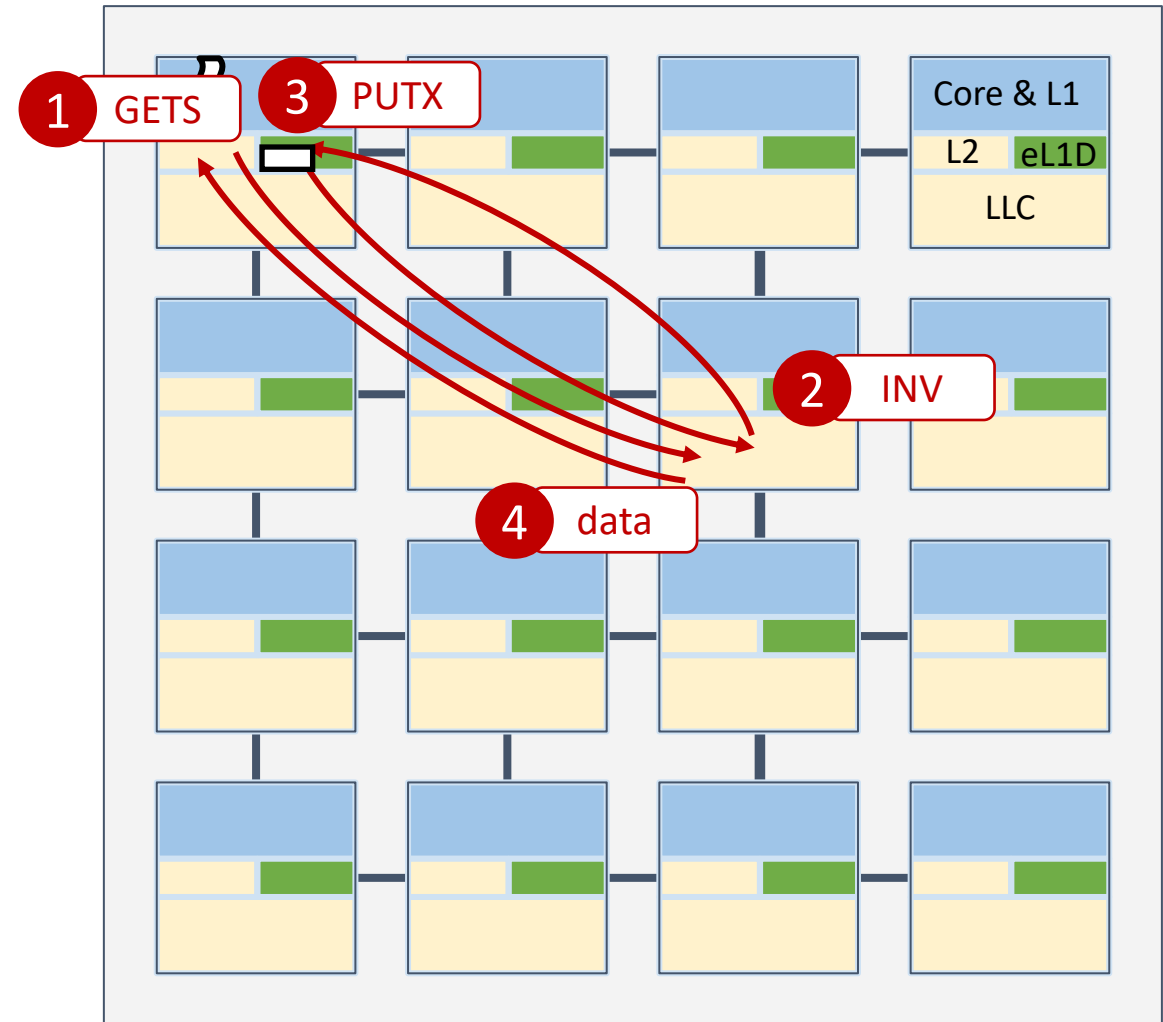 1 GETS
3 PUTX
Core & L1
L2 eL1D
LLC
2 INV
4 data